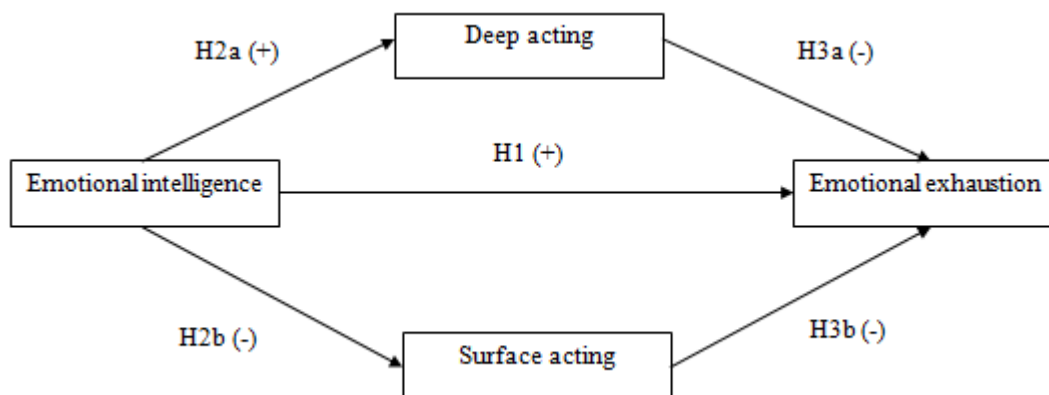 Deep acting
H2a (+)
H3a (-)
H1 (+)
Emotional intelligence
Emotional exhaustion
H2b (-)
H3b (-)
Surface acting